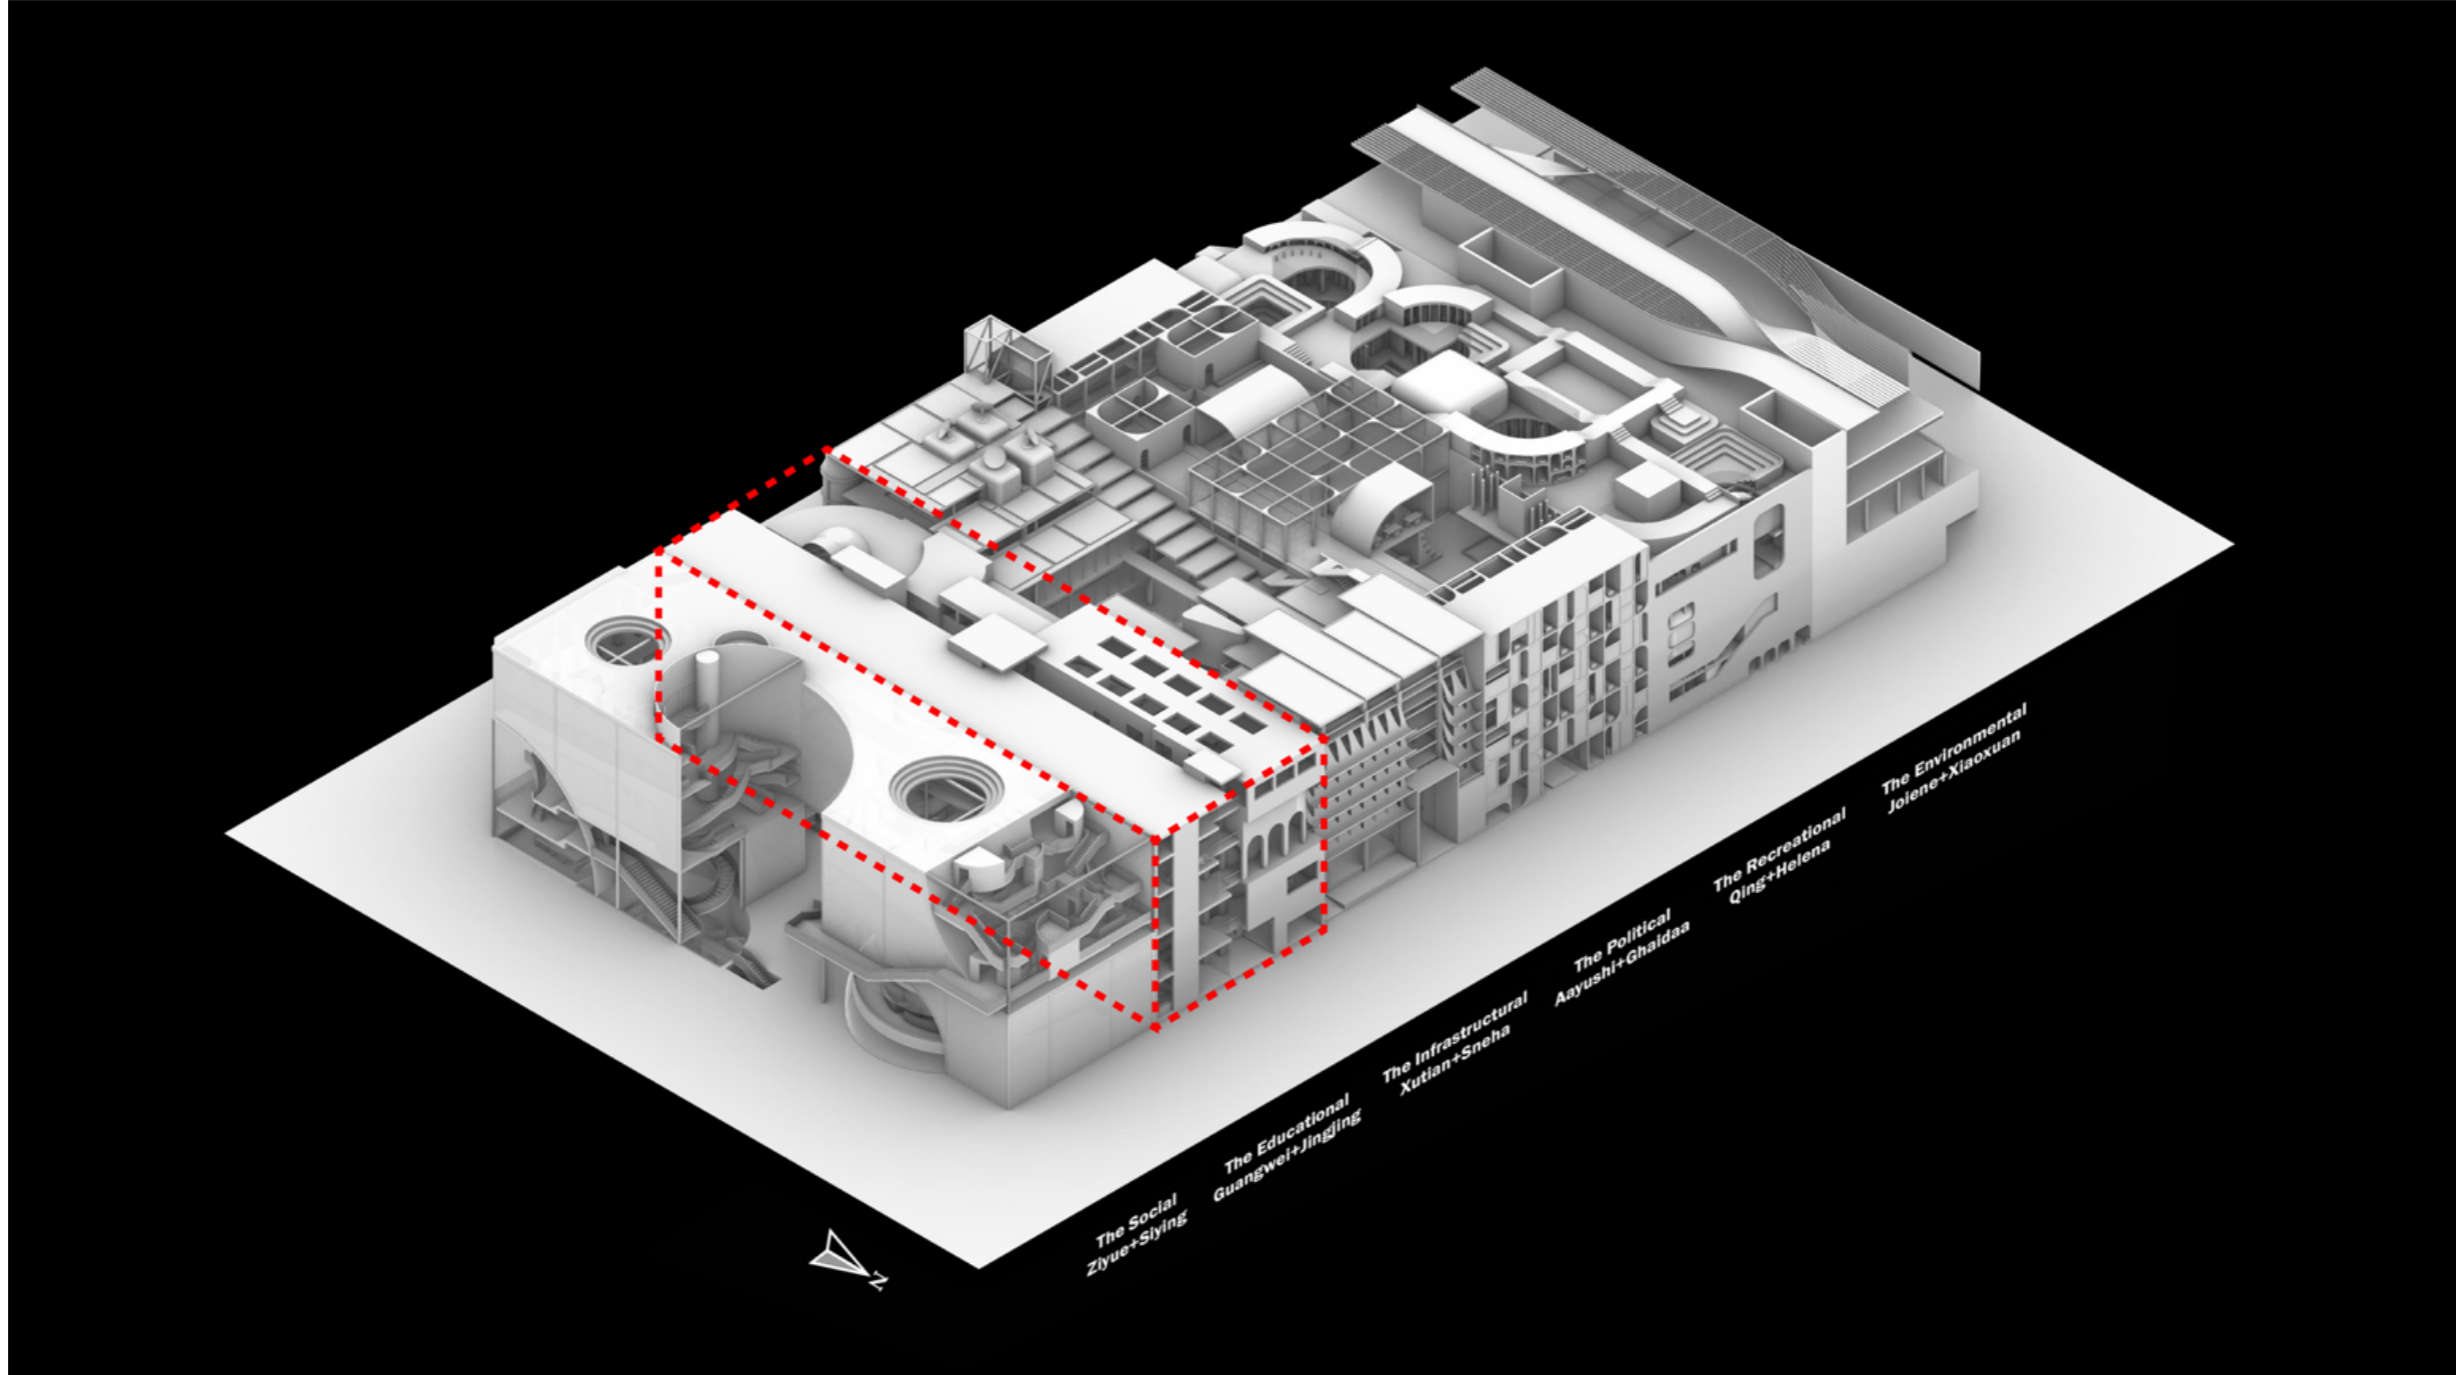 The Environmental
Joiene+Xiaoxuan
The Recreational
Qing+Helena
The Political
Aayushi+Ghaidaa
The Infrastructural
Xutian+Sneha
The Educational
Guangwei+Jingjing
The Social
Ziyue+Siying
N